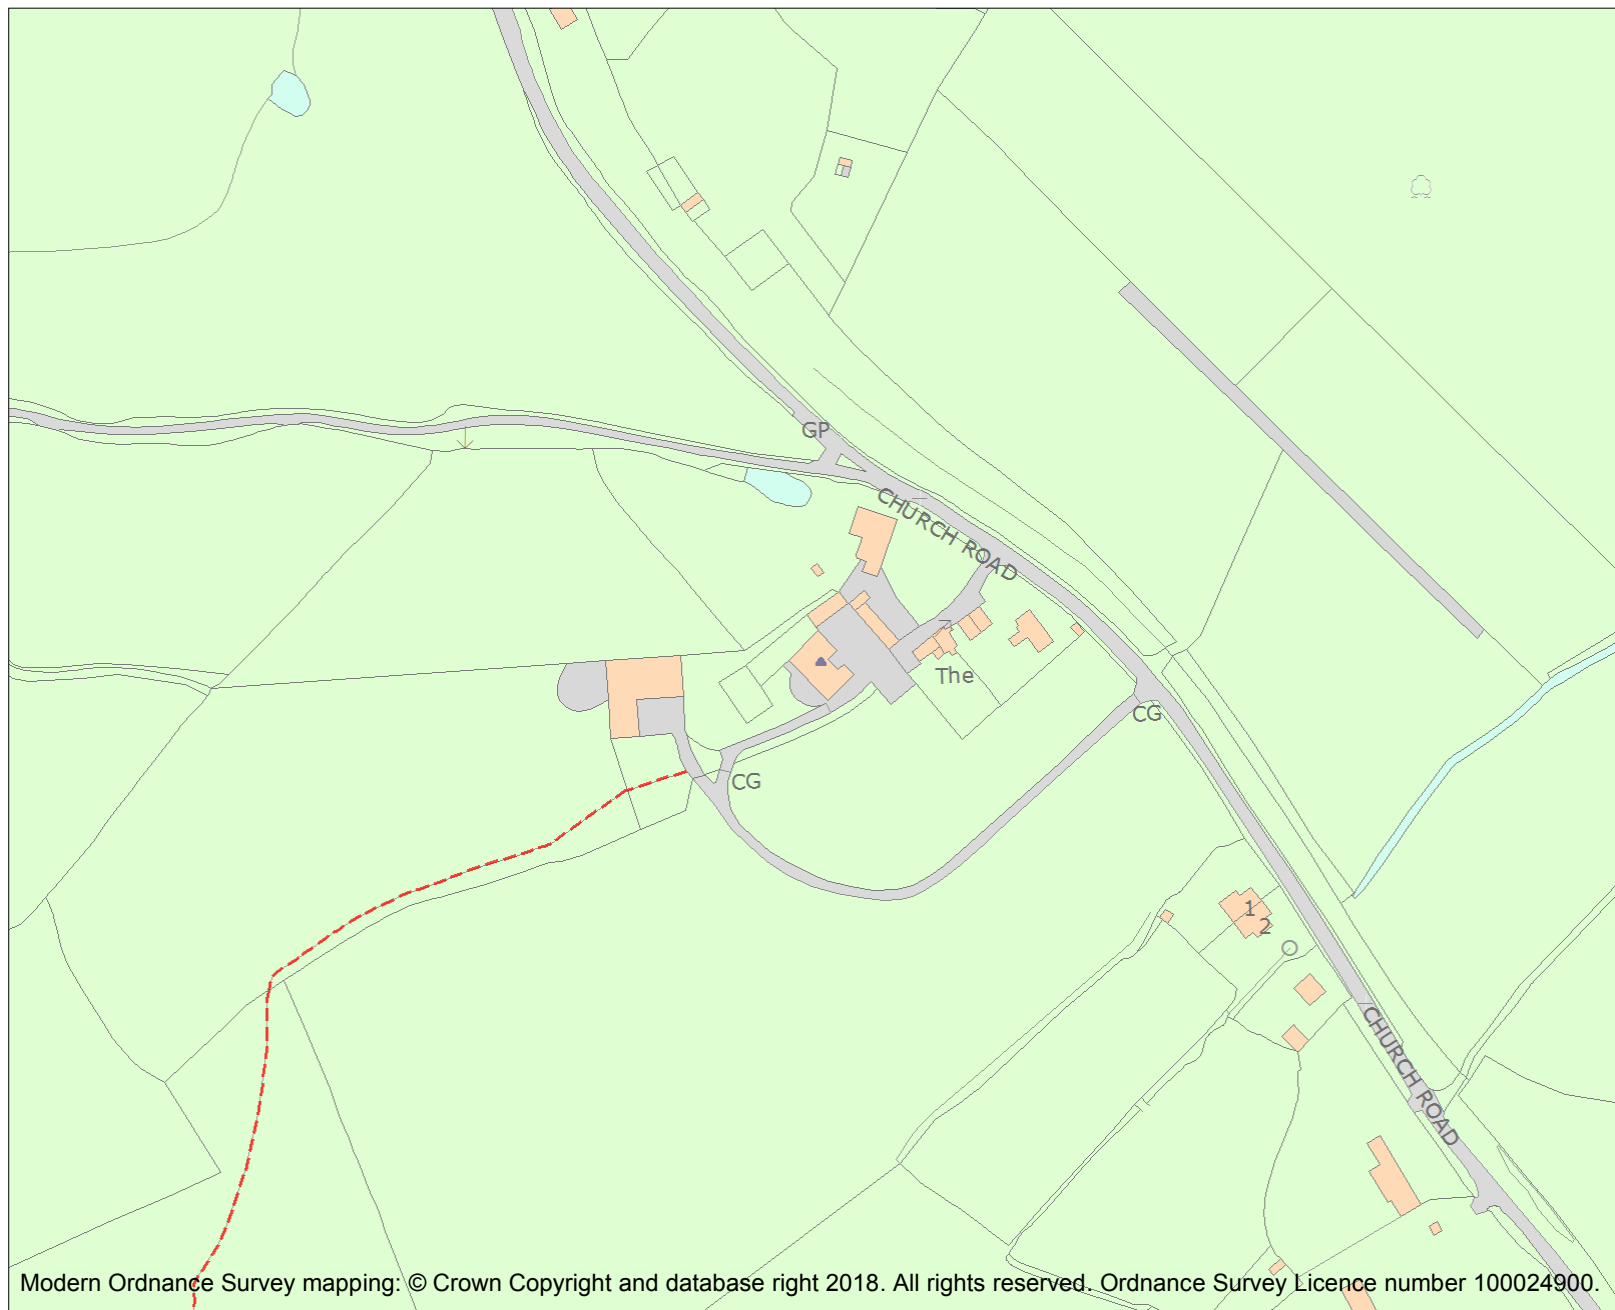 GP
CHURCH ROAD
The
CG
CG
1
2
CHURCH ROAD
Modern Ordnance Survey mapping: © Crown Copyright and database right 2018. All rights reserved. Ordnance Survey Licence number 100024900.